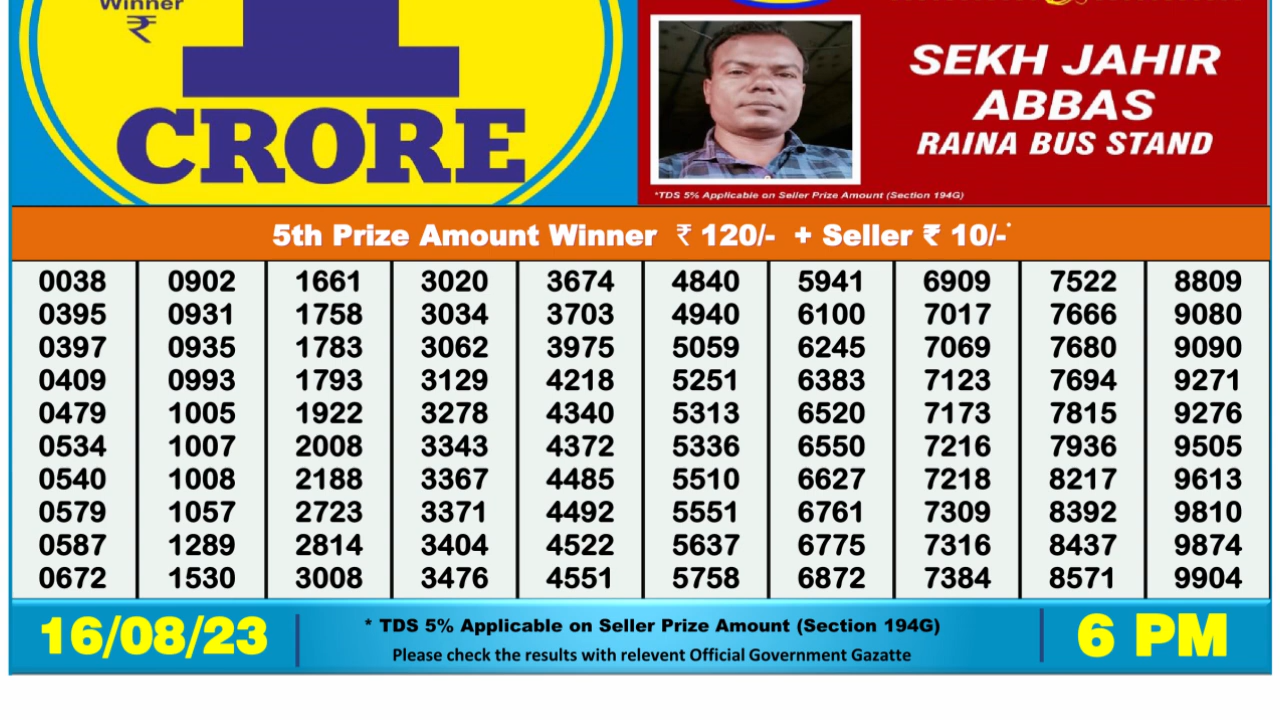 Winner
₹
1
CRORE
SEKH JAHIR
ABBAS
RAINA BUS STAND
*TDS 5% Applicable on Seller Prize Amount (Section 194G)
5th Prize Amount Winner ₹ 120/- + Seller ₹ 10/-*
0038 0902 1661 3020 3674 4840 5941 6909 7522 8809
0395 0931 1758 3034 3703 4940 6100 7017 7666 9080
0397 0935 1783 3062 3975 5059 6245 7069 7680 9090
0409 0993 1793 3129 4218 5251 6383 7123 7694 9271
0479 1005 1922 3278 4340 5313 6520 7173 7815 9276
0534 1007 2008 3343 4372 5336 6550 7216 7936 9505
0540 1008 2188 3367 4485 5510 6627 7218 8217 9613
0579 1057 2723 3371 4492 5551 6761 7309 8392 9810
0587 1289 2814 3404 4522 5637 6775 7316 8437 9874
0672 1530 3008 3476 4551 5758 6872 7384 8571 9904
16/08/23
* TDS 5% Applicable on Seller Prize Amount (Section 194G)
Please check the results with relevent Official Government Gazatte
6 PM